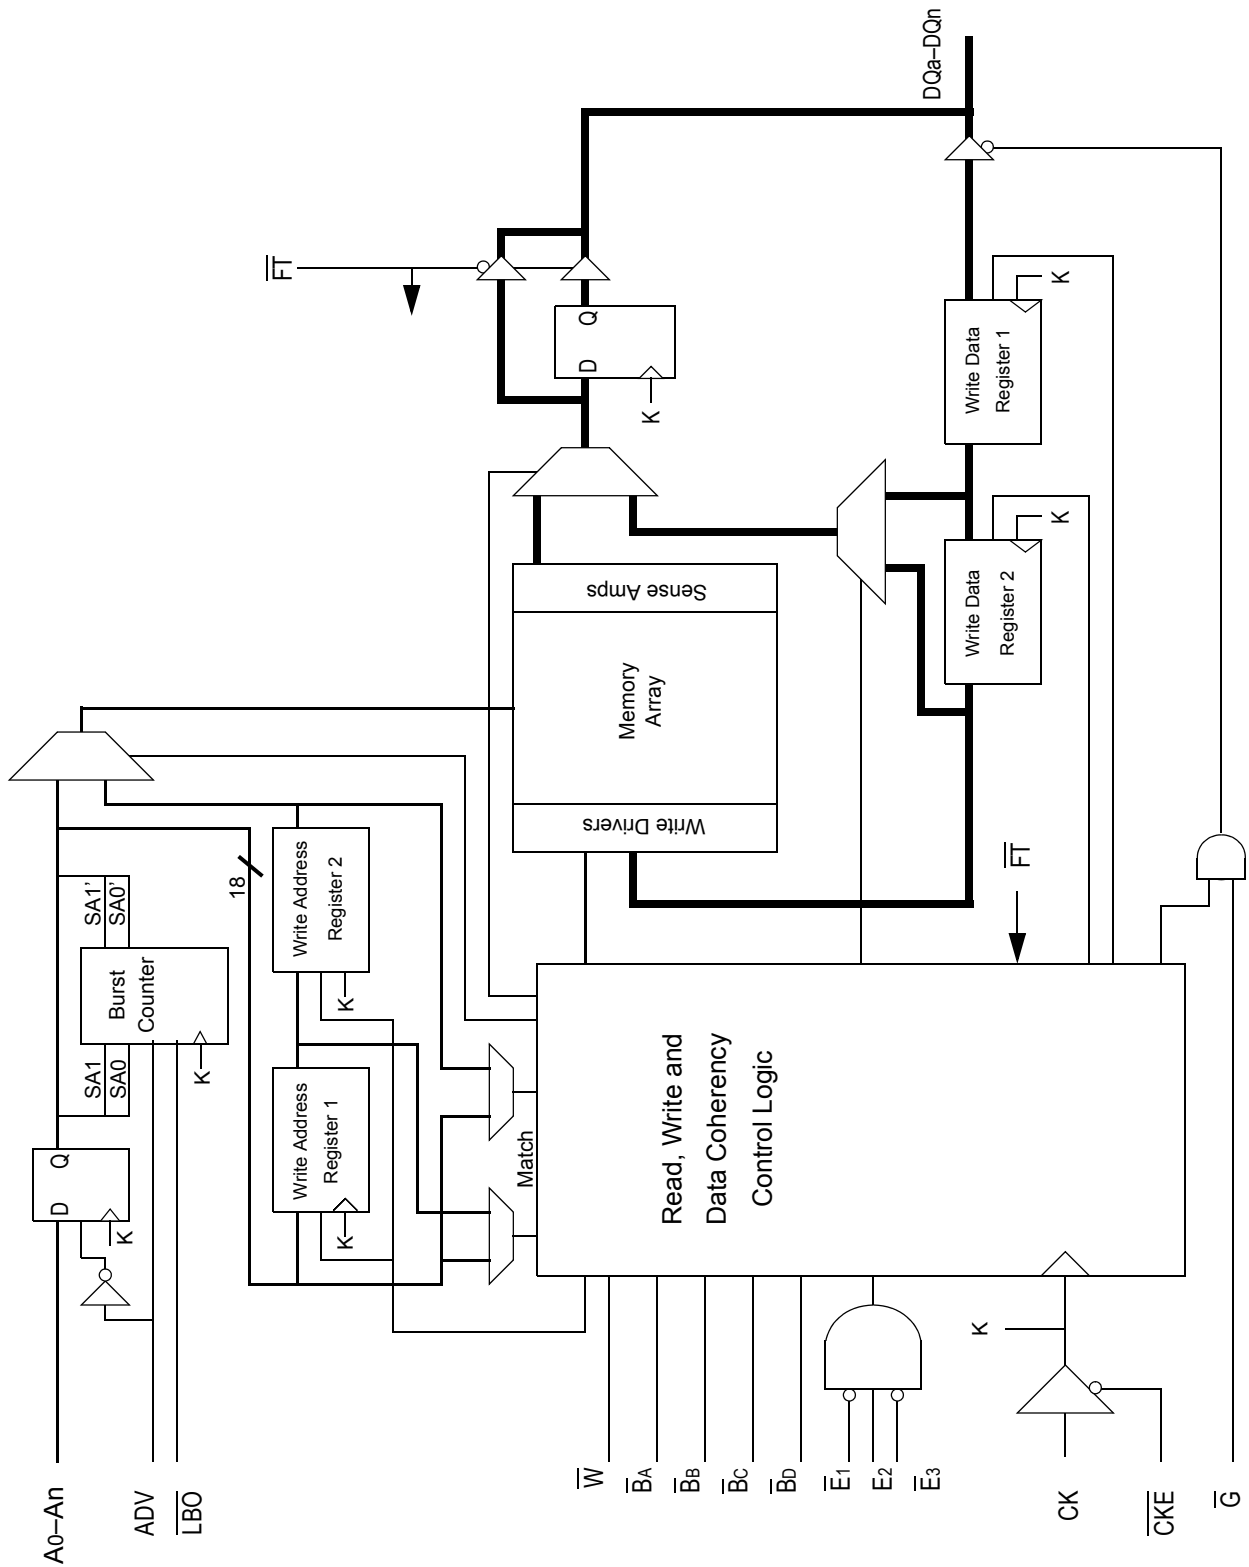 A0–An
ADV
LBO
D Q
K
SA1
SA0
Burst
Counter
SA1'
SA0'
K
18
Write Address
Register 1
K
Write Address
Register 2
K
Match
W
BA
BB
BC
BD
E1
E2
E3
CK
CKE
G
K
Read, Write and
Data Coherency
Control Logic
FT
Write Drivers
Memory
Array
Sense Amps
Write Data
Register 2
K
Write Data
Register 1
K
D Q
K
FT
DQa–DQn